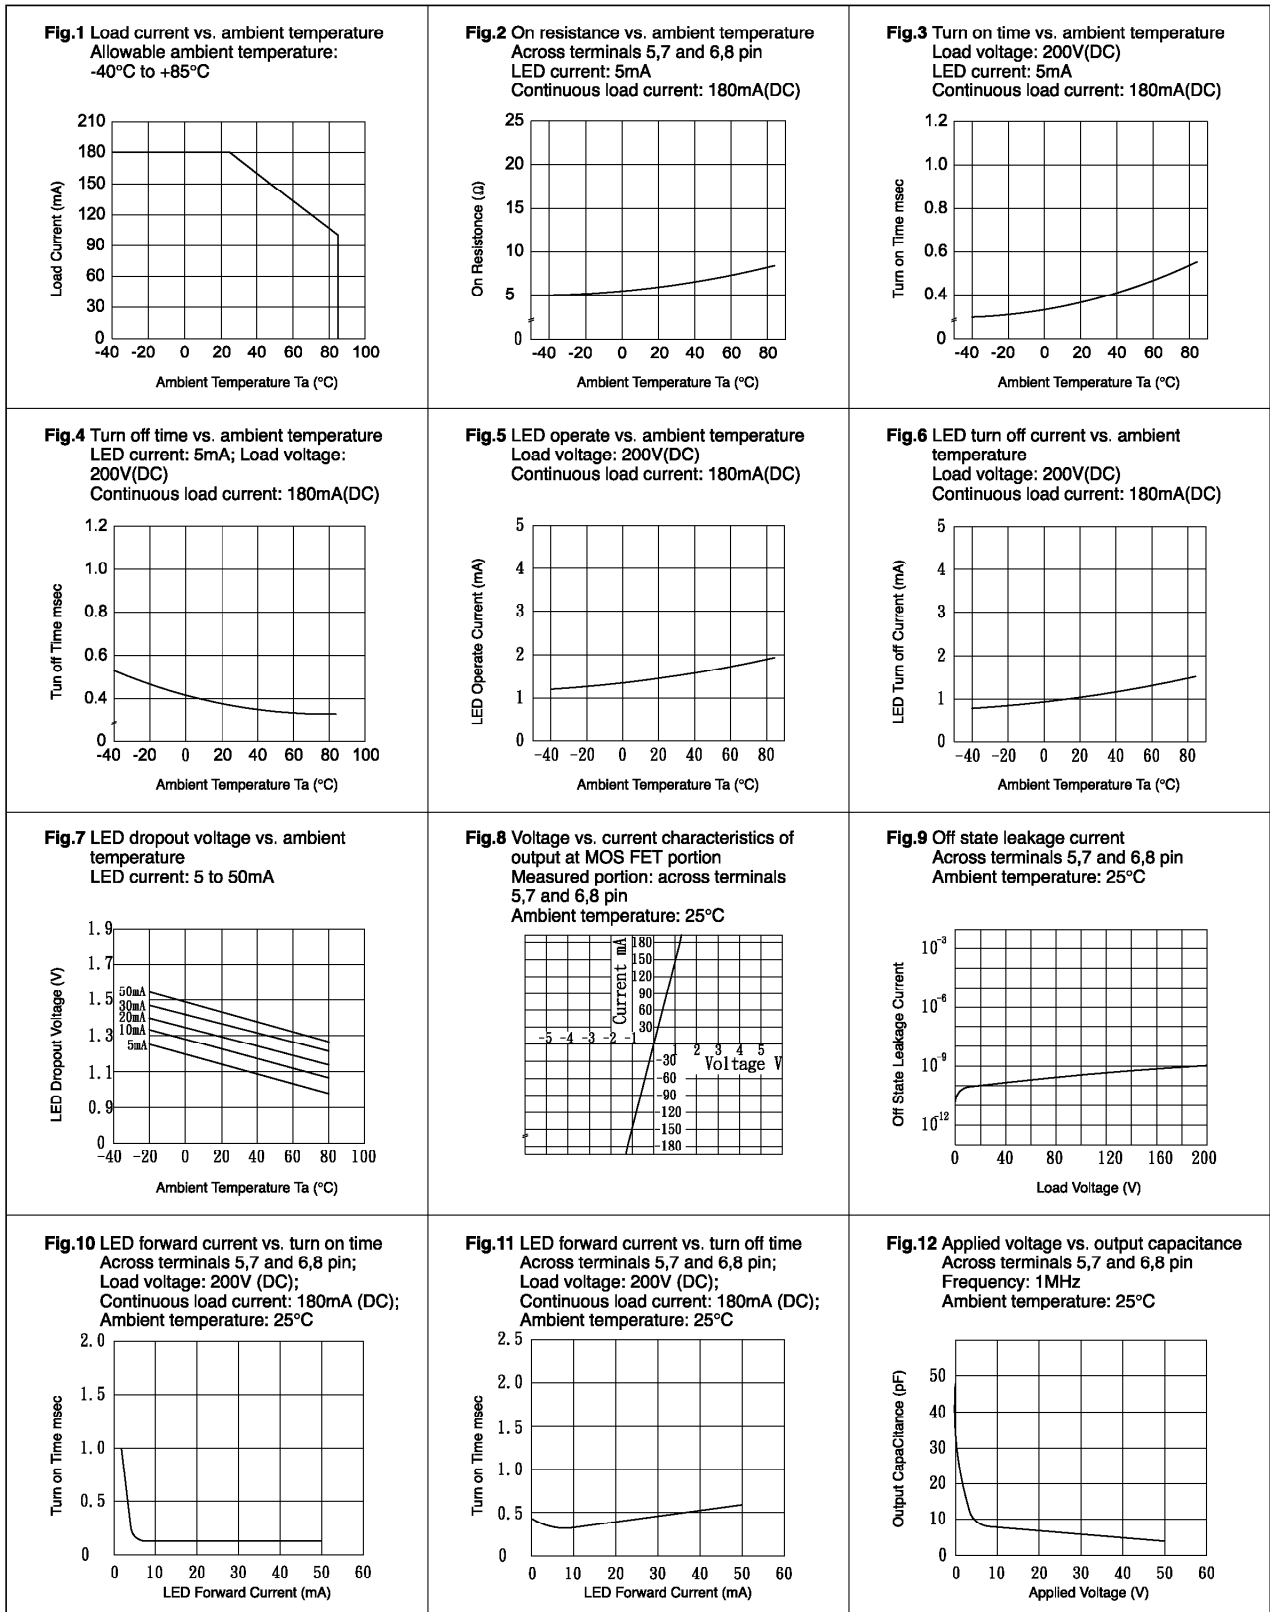 Fig.1 Load current vs. ambient temperature
Allowable ambient temperature:
-40°C to +85°C
210
180
150
120
90
60
30
0
-40 -20 0 20 40 60 80 100
Load Current (mA)
Ambient Temperature Ta (°C)
Fig.2 On resistance vs. ambient temperature
Across terminals 5,7 and 6,8 pin
LED current: 5mA
Continuous load current: 180mA(DC)
25
20
15
10
5
0
-40 -20 0 20 40 60 80
On Resistonce (Ω)
Ambient Temperature Ta (°C)
Fig.3 Turn on time vs. ambient temperature
Load voltage: 200V(DC)
LED current: 5mA
Continuous load current: 180mA(DC)
1.2
1.0
0.8
0.6
0.4
0
-40 -20 0 20 40 60 80
Turn on Time msec
Ambient Temperature Ta (°C)
Fig.4 Turn off time vs. ambient temperature
LED current: 5mA; Load voltage:
200V(DC)
Continuous load current: 180mA(DC)
1.2
1.0
0.8
0.6
0.4
0
-40 -20 0 20 40 60 80 100
Tun off Time msec
Ambient Temperature Ta (°C)
Fig.5 LED operate vs. ambient temperature
Load voltage: 200V(DC)
Continuous load current: 180mA(DC)
5
4
3
2
1
0
-40 -20 0 20 40 60 80
LED Operate Current (mA)
Ambient Temperature Ta (°C)
Fig.6 LED turn off current vs. ambient
temperature
Load voltage: 200V(DC)
Continuous load current: 180mA(DC)
5
4
3
2
1
0
-40 -20 0 20 40 60 80
LED Turn off Current (mA)
Ambient Temperature Ta (°C)
Fig.7 LED dropout voltage vs. ambient
temperature
LED current: 5 to 50mA
1.9
1.7
1.5
1.3
1.1
0.9
0
50mA
30mA
20mA
10mA
5mA
-40 -20 0 20 40 60 80 100
LED Dropout Voltage (V)
Ambient Temperature Ta (°C)
Fig.8 Voltage vs. current characteristics of
output at MOS FET portion
Measured portion: across terminals
5,7 and 6,8 pin
Ambient temperature: 25°C
Current mA
180
150
120
90
60
30
-5 -4 -3 -2 -1
1 2 3 4 5
Voltage V
-30
-60
-90
-120
-150
-180
Fig.9 Off state leakage current
Across terminals 5,7 and 6,8 pin
Ambient temperature: 25°C
10-3
10-6
10-9
10-12
0 40 80 120 160 200
Off State Leakage Current
Load Voltage (V)
Fig.10 LED forward current vs. turn on time
Across terminals 5,7 and 6,8 pin;
Load voltage: 200V (DC);
Continuous load current: 180mA (DC);
Ambient temperature: 25°C
2.0
1.5
1.0
0.5
0
0 10 20 30 40 50 60
Turn on Time msec
LED Forward Current (mA)
Fig.11 LED forward current vs. turn off time
Across terminals 5,7 and 6,8 pin;
Load voltage: 200V (DC);
Continuous load current: 180mA (DC);
Ambient temperature: 25°C
2.5
2.0
1.5
1.0
0.5
0
0 10 20 30 40 50 60
Turn on Time msec
LED Forward Current (mA)
Fig.12 Applied voltage vs. output capacitance
Across terminals 5,7 and 6,8 pin
Frequency: 1MHz
Ambient temperature: 25°C
50
40
30
20
10
0
0 10 20 30 40 50 60
Output CapaCitance (pF)
Applied Voltage (V)